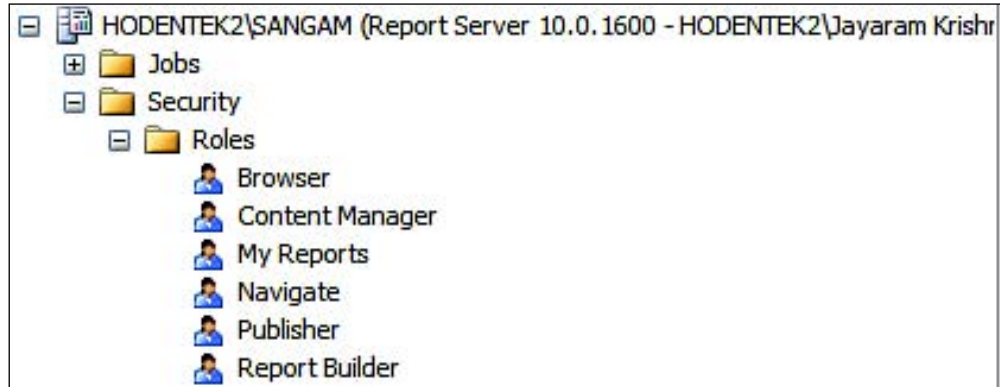 HODENTEK2\SANGAM (Report Server 10.0.1600 - HODENTEK2\Jayaram Krishr
Jobs
Security
Roles
Browser
Content Manager
My Reports
Navigate
Publisher
Report Builder